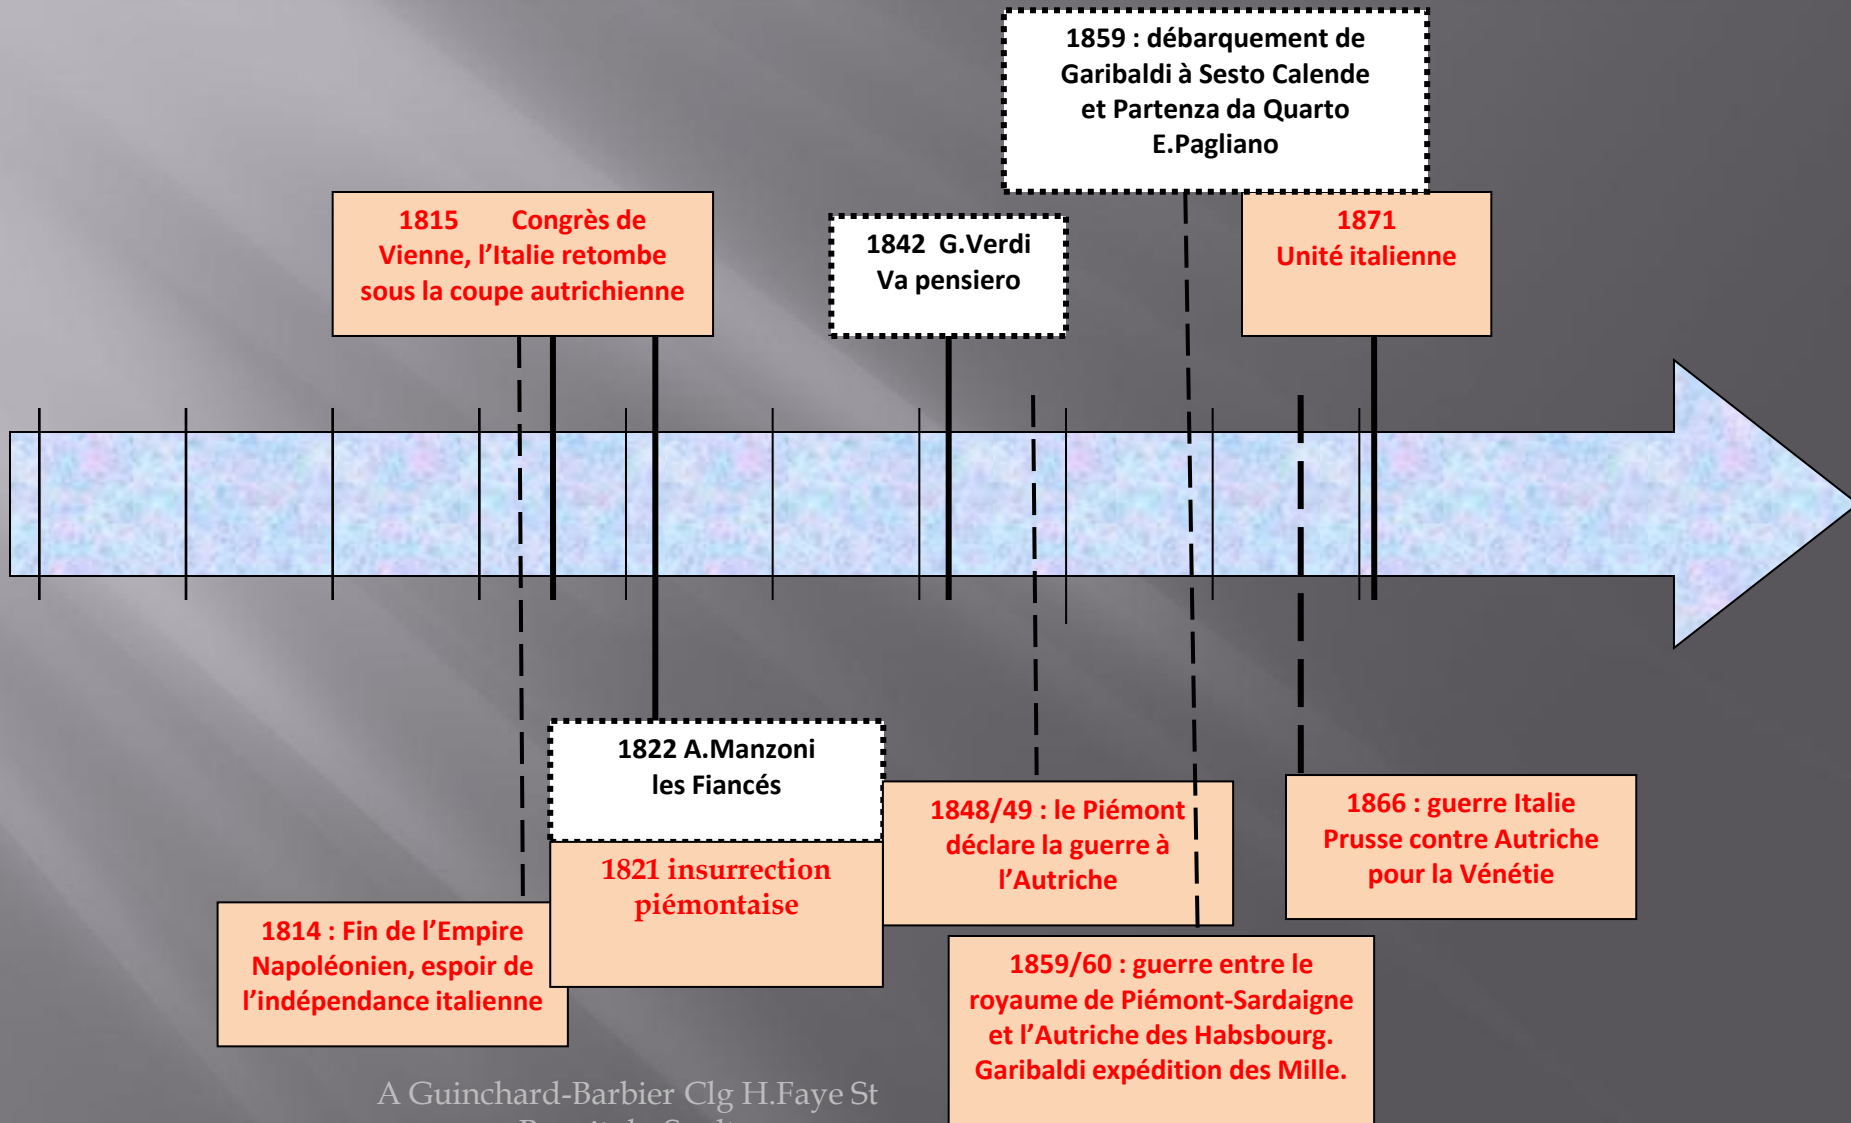 1859 : débarquement de
Garibaldi à Sesto Calende
et Partenza da Quarto
E.Pagliano
1815 Congrès de
Vienne, l’Italie retombe
sous la coupe autrichienne
1842 G.Verdi
Va pensiero
1871
Unité italienne
1822 A.Manzoni
les Fiancés
1821 insurrection
piémontaise
1848/49 : le Piémont
déclare la guerre à
l’Autriche
1866 : guerre Italie
Prusse contre Autriche
pour la Vénétie
1814 : Fin de l’Empire
Napoléonien, espoir de
l’indépendance italienne
1859/60 : guerre entre le
royaume de Piémont-Sardaigne
et l’Autriche des Habsbourg.
Garibaldi expédition des Mille.
A Guinchard-Barbier Clg H.Faye St